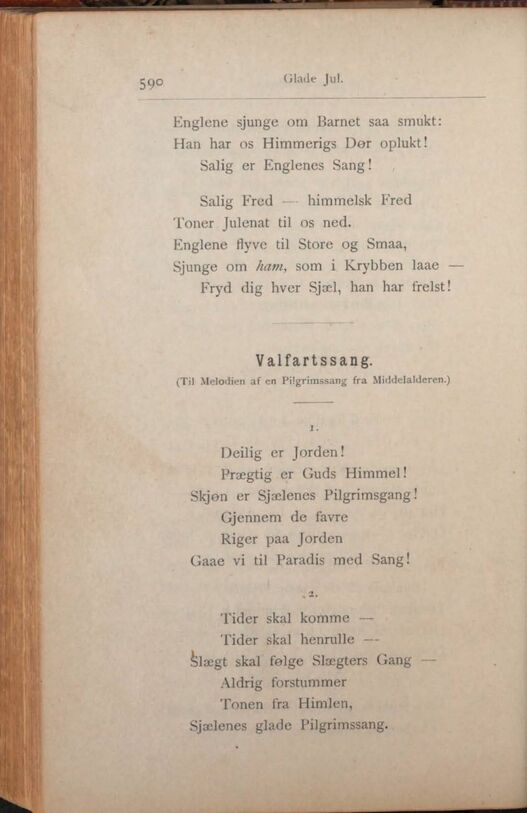 590
Glade Jul.
Englene sjunge om Barnet saa smukt:
Han har os Himmerigs Dør oplukt!
Salig er Englenes Sang!
Salig Fred — himmelsk Fred
Toner Julenat til os ned.
Englene flyve til Store og Smaa,
Sjunge om ham, som i Krybben laae —
Fryd dig hver Sjæl, han har frelst!
Valfartssang.
(Til Melodien af en Pilgrimssang fra Middelalderen.)
1.
Deilig er Jorden!
Prægtig er Guds Himmel!
Skjøn er Sjælenes Pilgrimsgang!
Gjennem de favre
Riger paa Jorden
Gaae vi til Paradis med Sang!
2.
Tider skal komme —
Tider skal henrulle —
Slægt skal følge Slægters Gang —
Aldrig forstummer
Tonen fra Himlen,
Sjælenes glade Pilgrimssang.